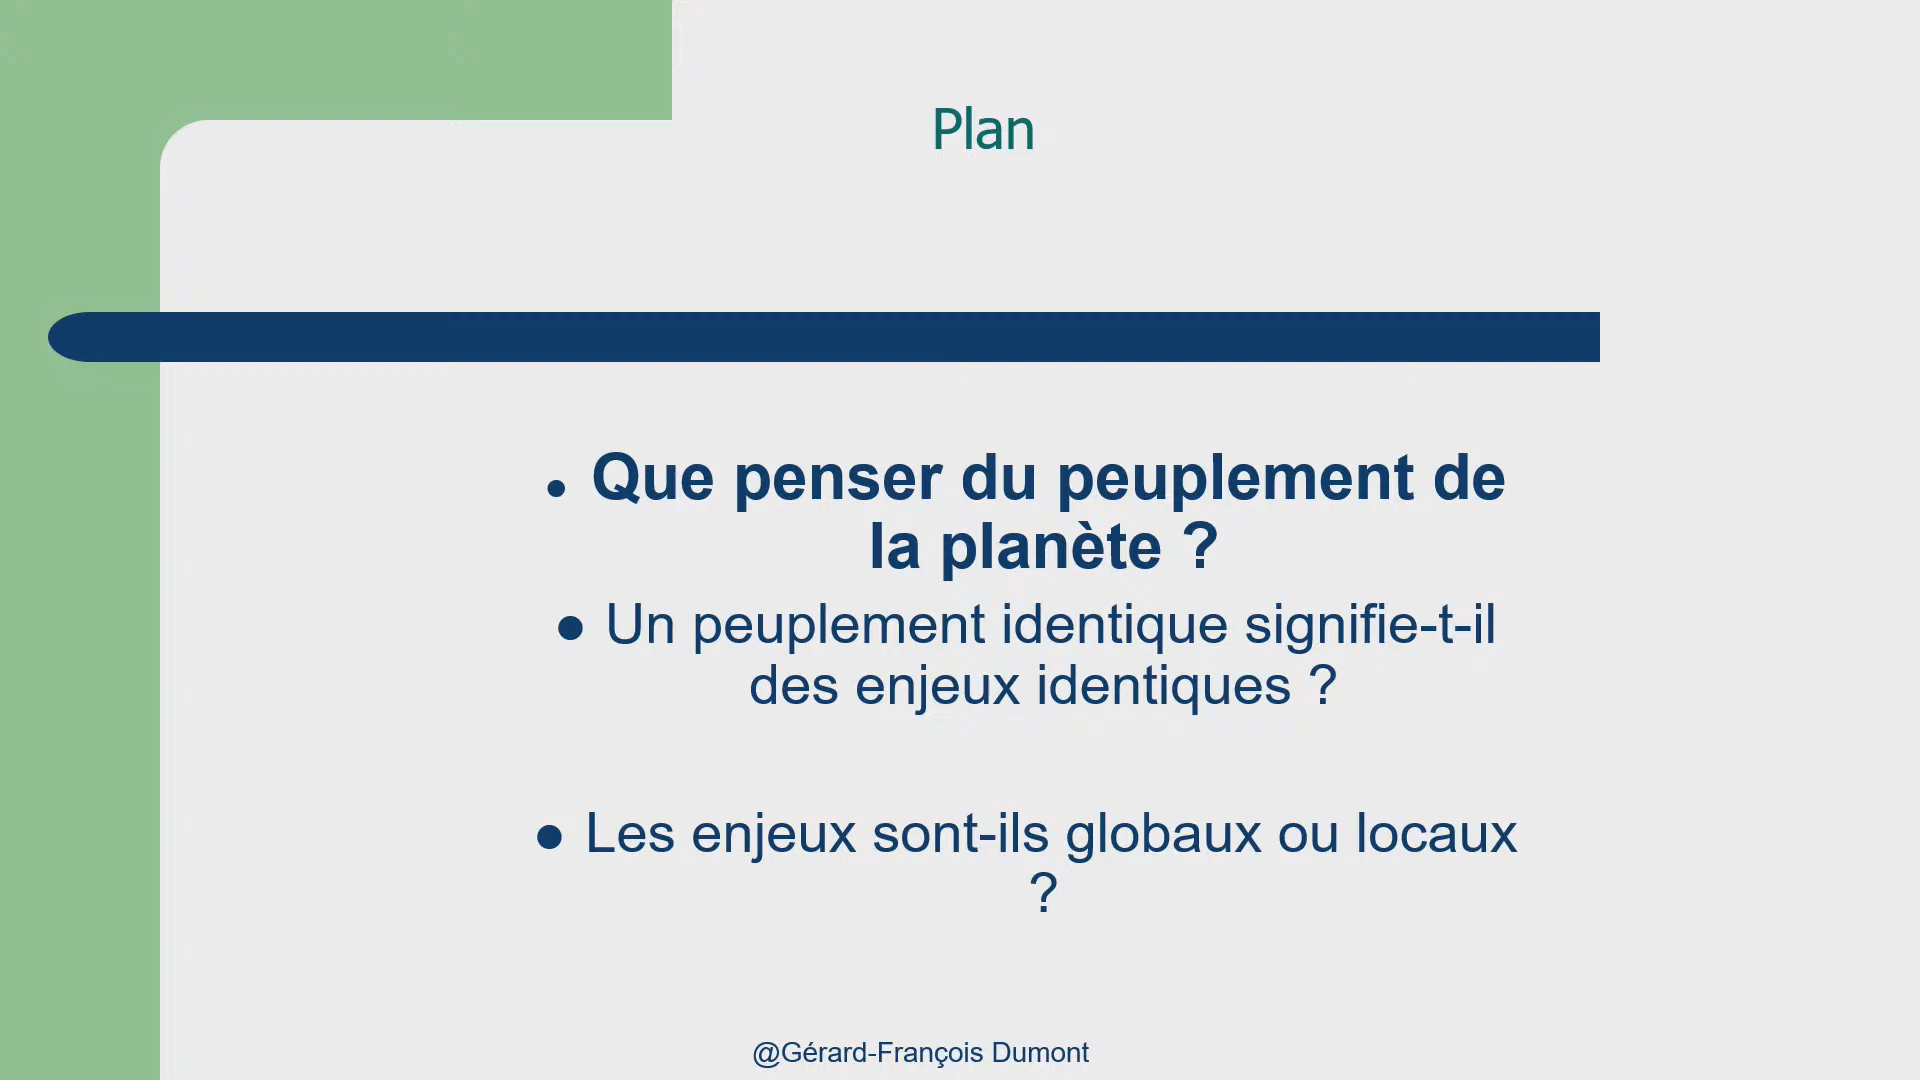 Plan
• Que penser du peuplement de
la planète ?
• Un peuplement identique signifie-t-il
des enjeux identiques ?
• Les enjeux sont-ils globaux ou locaux
?
@Gérard-François Dumont